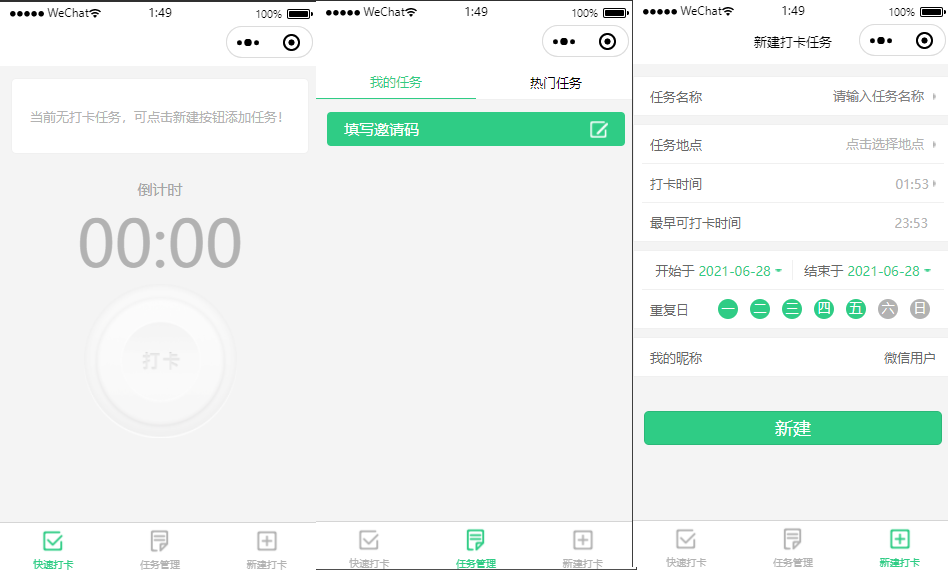 WeChat 1:49 100%
当前无打卡任务，可点击新建按钮添加任务!
倒计时
00:00
打卡
快速打卡 任务管理 新建打卡
WeChat 1:49 100%
我的任务 热门任务
填写邀请码
快速打卡 任务管理 新建打卡
WeChat 1:49 100%
新建打卡任务
任务名称 请输入任务名称
任务地点 点击选择地点
打卡时间 01:53
最早可打卡时间 23:53
开始于 2021-06-28 结束于 2021-06-28
重复日 一 二 三 四 五 六 日
我的昵称 微信用户
新建
快速打卡 任务管理 新建打卡